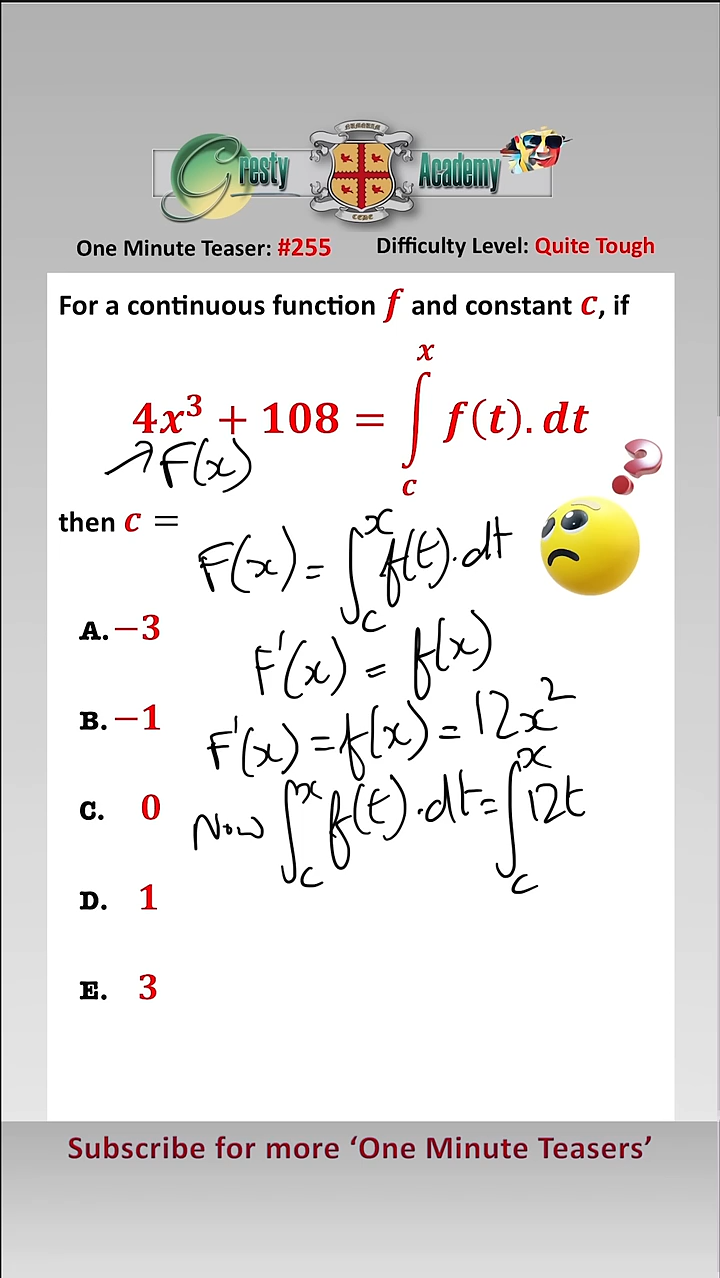 NUMQUAM
Gresty Academy
CEDE
One Minute Teaser: #255 Difficulty Level: Quite Tough
For a continuous function f and constant c, if
x
4x³ + 108 = ∫ f(t). dt
c
↗F(x)
then c =
F(x) = ∫_c^x f(t).dt
A. −3
F'(x) = f(x)
B. −1
F'(x) = f(x) = 12x²
C. 0
Now ∫_c^x f(t).dt = ∫_c^x 12t
D. 1
E. 3
Subscribe for more ‘One Minute Teasers’